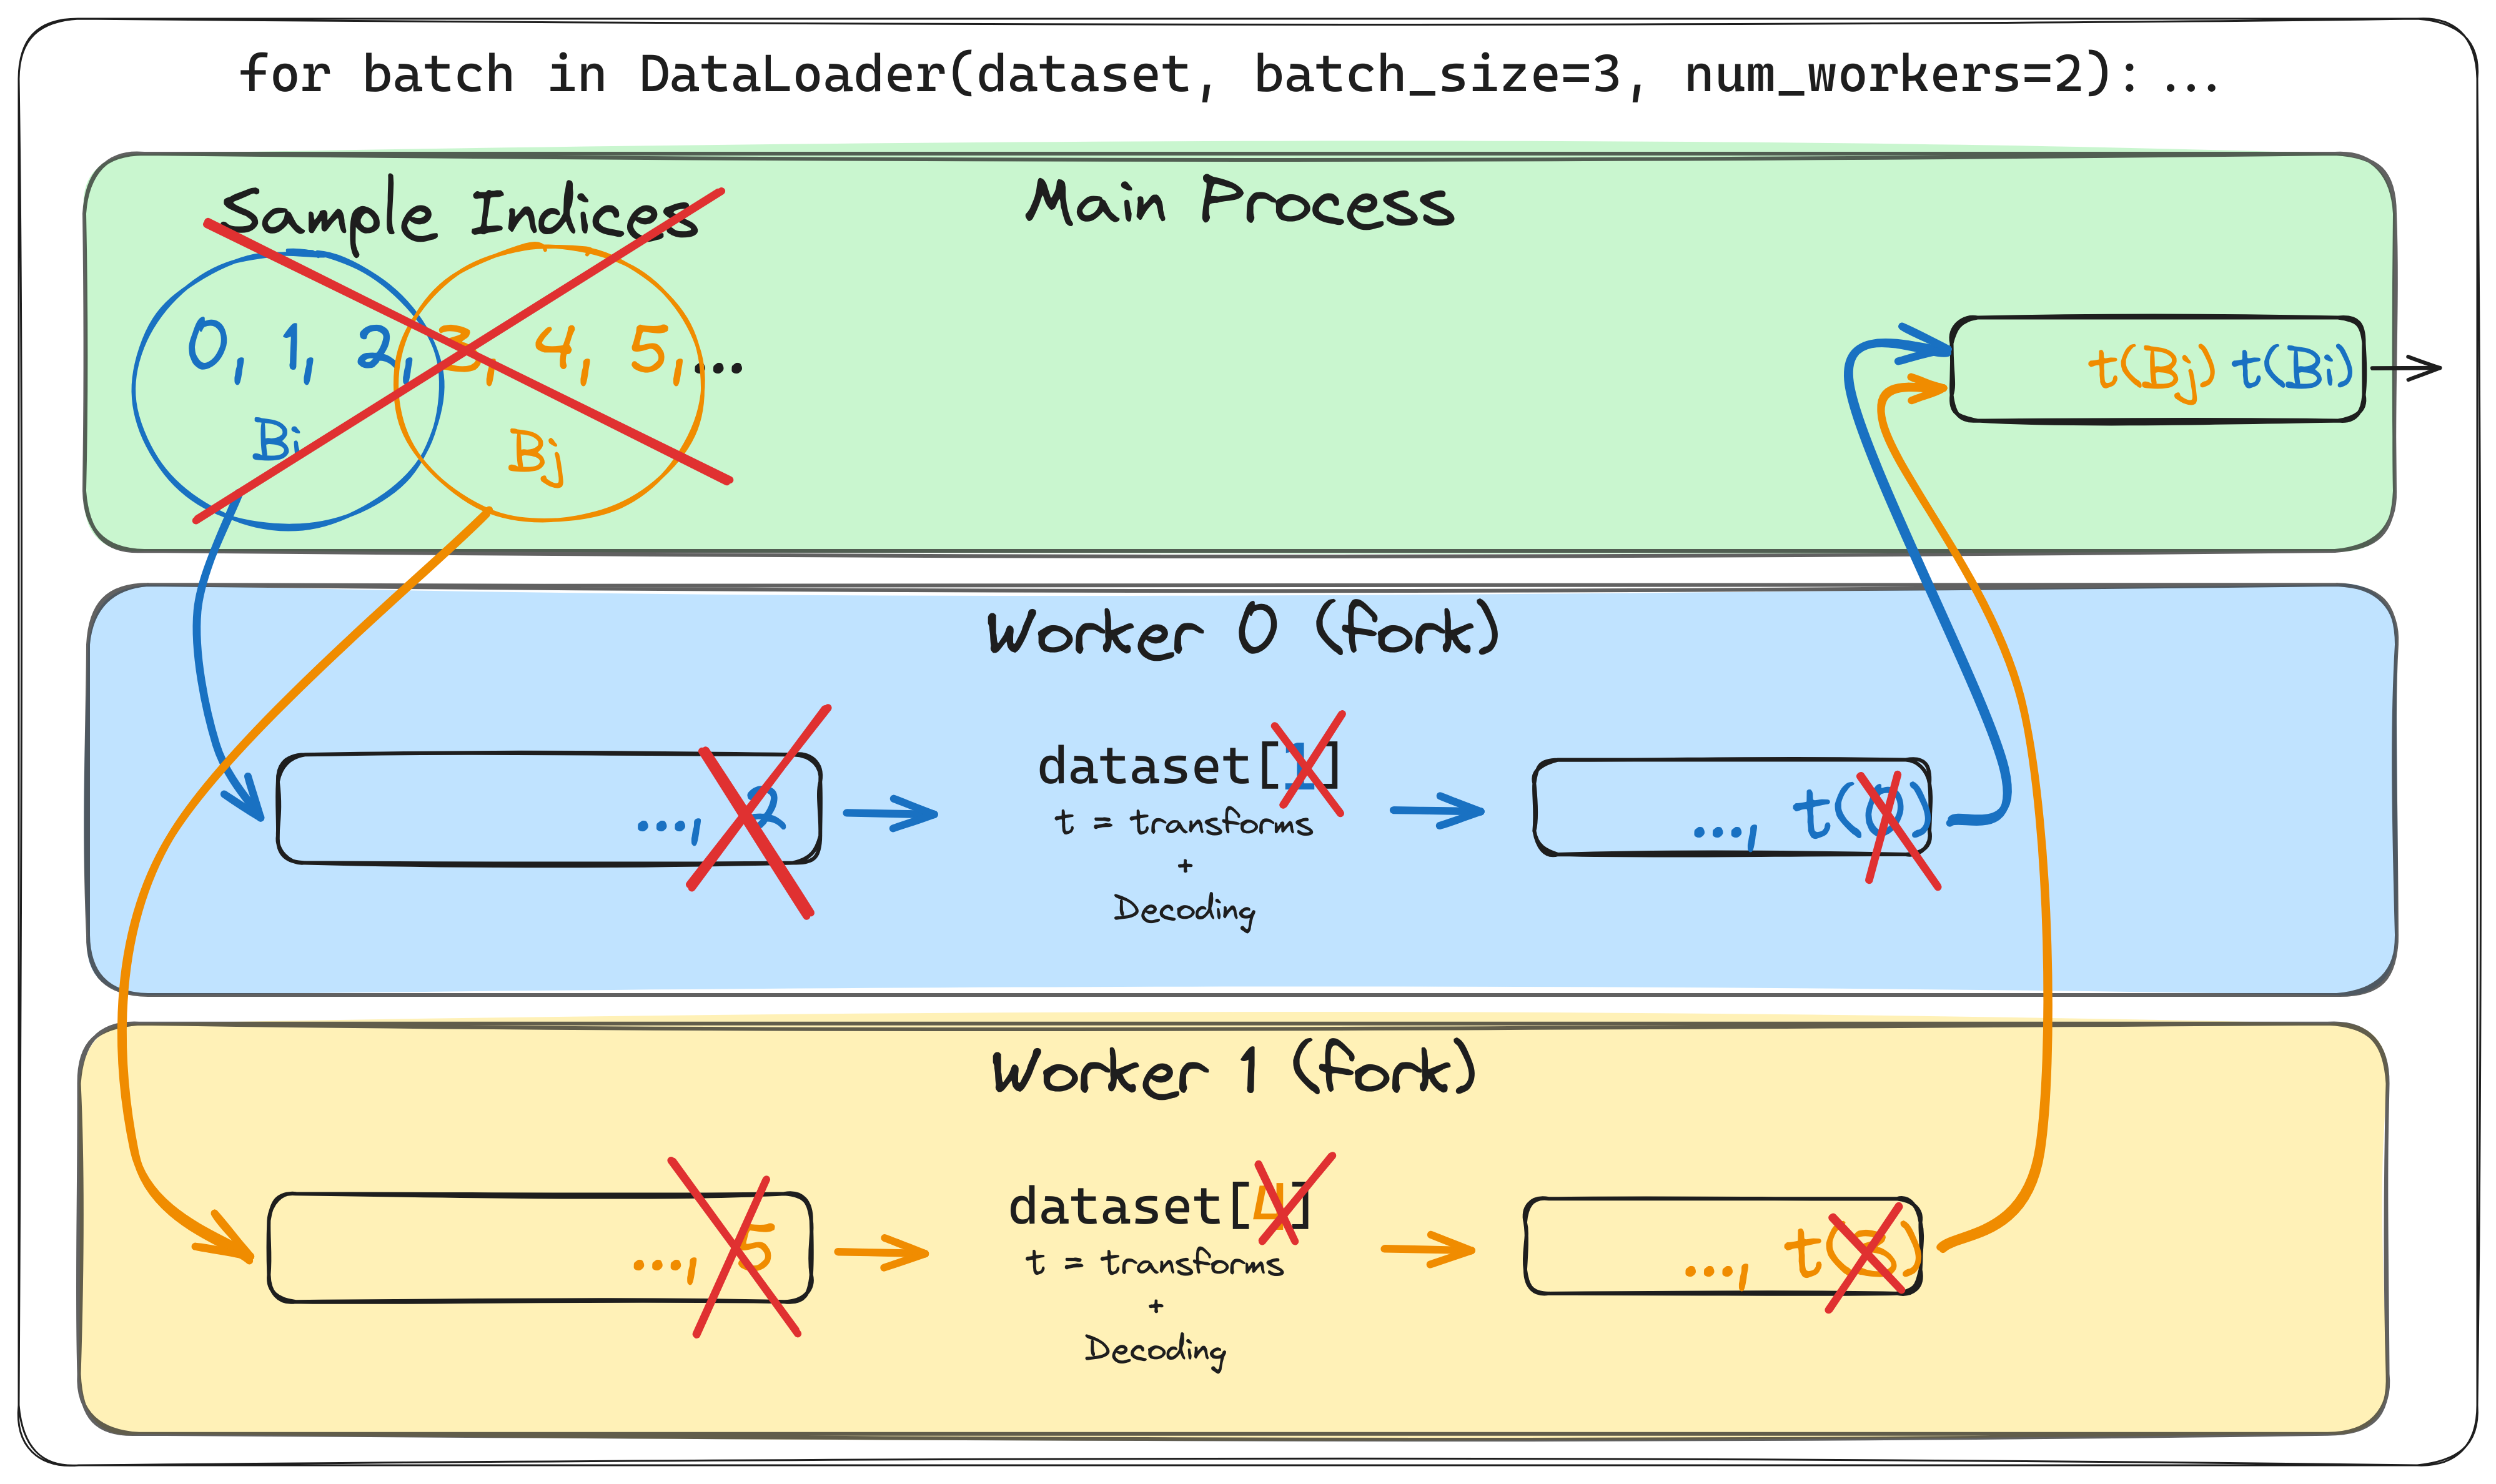 for batch in DataLoader(dataset, batch_size=3, num_workers=2): ...
Sample Indices
Main Process
0, 1, 2, 3, 4, 5, ...
Bi
Bj
t(Bj) t(Bi)
Worker 0 (fork)
..., 2
dataset[1]
t = transforms
+
Decoding
..., t(0)
Worker 1 (fork)
..., 5
dataset[4]
t = transforms
+
Decoding
..., t(3)